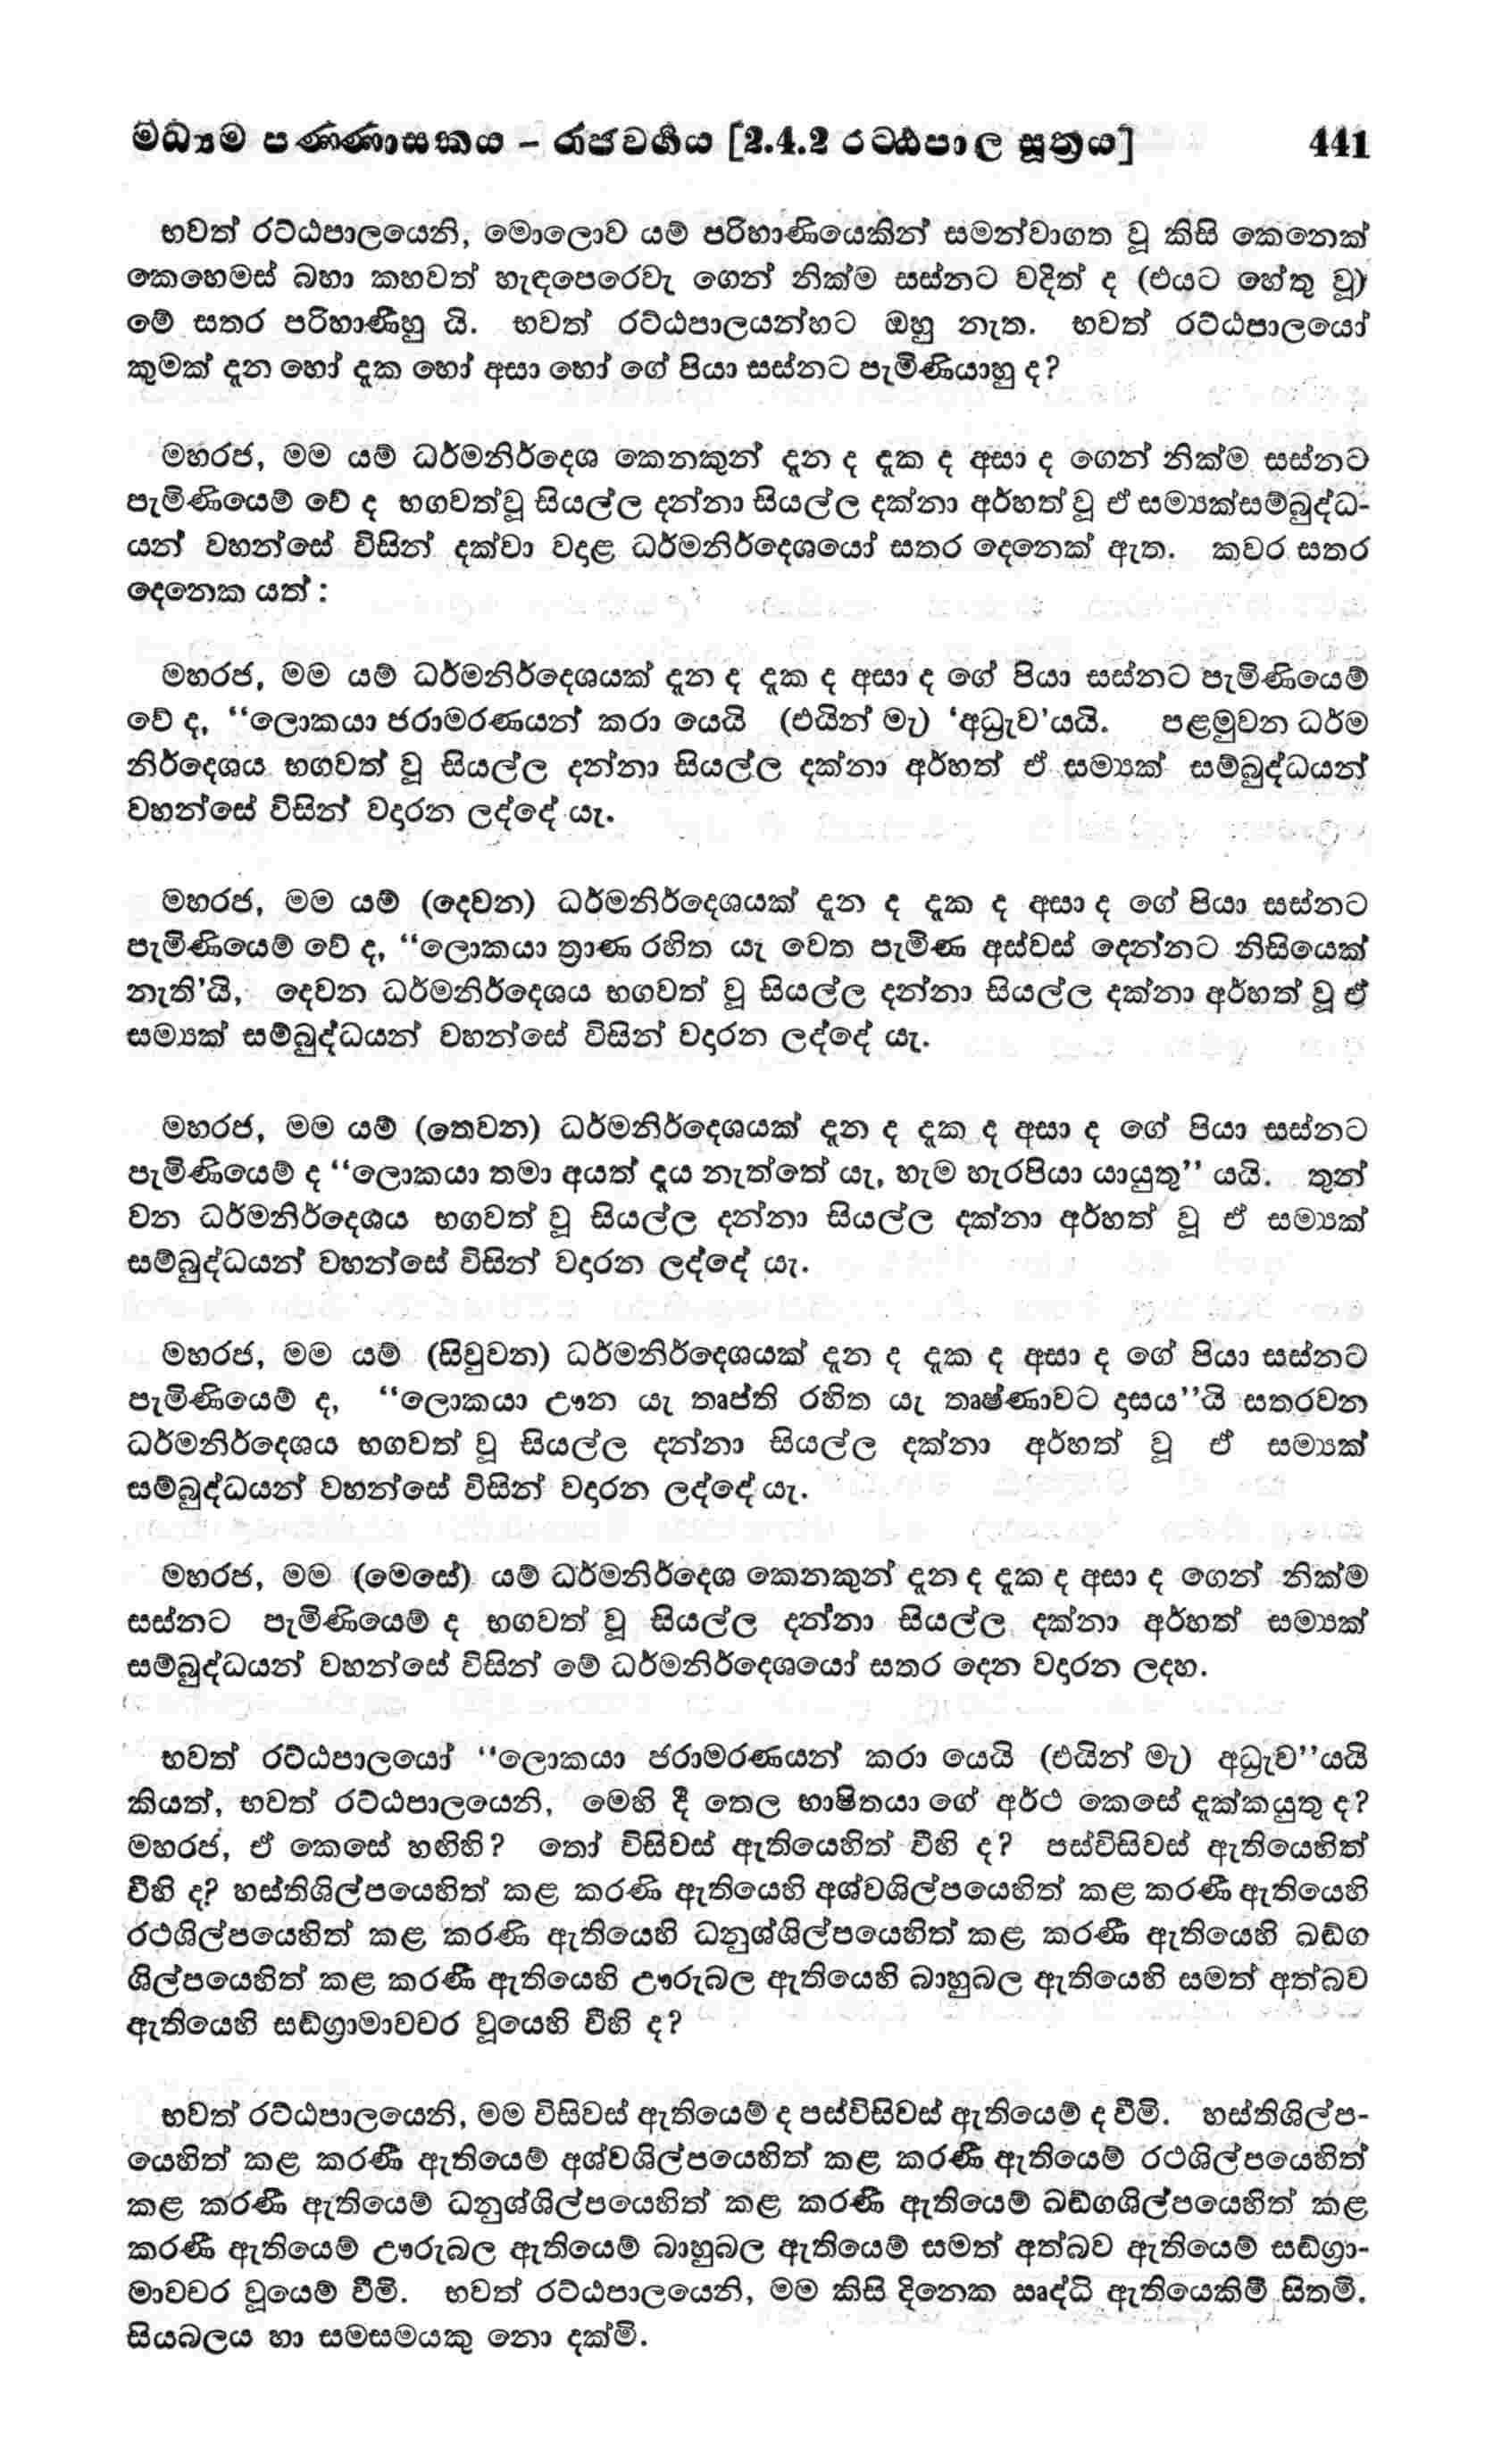 මධ්‍යම පණ්ණාසකය – රාජවර්‍ගය [2.4.2 රට්ඨපාල සූත්‍රය] 441
භවත් රට්ඨපාලයෙනි, මොලොව යම් පරිහාණියෙකින් සමන්වාගත වූ කිසි කෙනෙක්
කෙහෙමස් බහා කහවත් හැඳපෙරෙවැ ගෙන් නික්ම සස්නට වදිත් ද (එයට හේතු වූ)
මේ සතර පරිහාණීහු යි. භවත් රට්ඨපාලයන්හට ඔහු නැත. භවත් රට්ඨපාලයෝ
කුමක් දැන හෝ දැක හෝ අසා හෝ ගේ පියා සස්නට පැමිණියාහු ද?
මහරජ, මම යම් ධර්මනිර්දෙශ කෙනකුන් දැන ද දැක ද අසා ද ගෙන් නික්ම සස්නට
පැමිණියෙම් වේ ද භගවත්වූ සියල්ල දන්නා සියල්ල දක්නා අර්හත් වූ ඒ සම්‍යක්සම්බුද්ධ-
යන් වහන්සේ විසින් දක්වා වදාළ ධර්මනිර්දෙශයෝ සතර දෙනෙක් ඇත. කවර සතර
දෙනෙක යත් :
මහරජ, මම යම් ධර්මනිර්දෙශයක් දැන ද දැක ද අසා ද ගේ පියා සස්නට පැමිණියෙම්
වේ ද, “ලොකයා ජරාමරණයන් කරා යෙයි (එයින් මැ) ‘අධ්‍රැව’යයි. පළමුවන ධර්ම
නිර්දෙශය භගවත් වූ සියල්ල දන්නා සියල්ල දක්නා අර්හත් ඒ සම්‍යක් සම්බුද්ධයන්
වහන්සේ විසින් වදාරන ලද්දේ යැ.
මහරජ, මම යම් (දෙවන) ධර්මනිර්දෙශයක් දැන ද දැක ද අසා ද ගේ පියා සස්නට
පැමිණියෙම් වේ ද, “ලොකයා ත්‍රාණ රහිත යැ වෙත පැමිණ අස්වස් දෙන්නට නිසියෙක්
නැති’යි, දෙවන ධර්මනිර්දෙශය භගවත් වූ සියල්ල දන්නා සියල්ල දක්නා අර්හත් වූ ඒ
සම්‍යක් සම්බුද්ධයන් වහන්සේ විසින් වදාරන ලද්දේ යැ.
මහරජ, මම යම් (තෙවන) ධර්මනිර්දෙශයක් දැන ද දැක ද අසා ද ගේ පියා සස්නට
පැමිණියෙම් ද “ලොකයා තමා අයත් දැය නැත්තේ යැ, හැම හැරපියා යායුතු” යයි. තුන්
වන ධර්මනිර්දෙශය භගවත් වූ සියල්ල දන්නා සියල්ල දක්නා අර්හත් වූ ඒ සම්‍යක්
සම්බුද්ධයන් වහන්සේ විසින් වදාරන ලද්දේ යැ.
මහරජ, මම යම් (සිවුවන) ධර්මනිර්දෙශයක් දැන ද දැක ද අසා ද ගේ පියා සස්නට
පැමිණියෙම් ද, “ලොකයා ඌන යැ තෘප්ති රහිත යැ තෘෂ්ණාවට දාසය”යි සතරවන
ධර්මනිර්දෙශය භගවත් වූ සියල්ල දන්නා සියල්ල දක්නා අර්හත් වූ ඒ සම්‍යක්
සම්බුද්ධයන් වහන්සේ විසින් වදාරන ලද්දේ යැ.
මහරජ, මම (මෙසේ) යම් ධර්මනිර්දෙශ කෙනකුන් දැන ද දැක ද අසා ද ගෙන් නික්ම
සස්නට පැමිණියෙම් ද භගවත් වූ සියල්ල දන්නා සියල්ල දක්නා අර්හත් සම්‍යක්
සම්බුද්ධයන් වහන්සේ විසින් මේ ධර්මනිර්දෙශයෝ සතර දෙන වදාරන ලදහ.
භවත් රට්ඨපාලයෝ “ලොකයා ජරාමරණයන් කරා යෙයි (එයින් මැ) අධ්‍රැව”යයි
කියත්, භවත් රට්ඨපාලයෙනි, මෙහි දී තෙල භාෂිතයා ගේ අර්ථ කෙසේ දැක්කයුතු ද?
මහරජ, ඒ කෙසේ හඟිහි? තෝ විසිවස් ඇතියෙහිත් වීහි ද? පස්විසිවස් ඇතියෙහිත්
වීහි ද? හස්තිශිල්පයෙහිත් කළ කරණි ඇතියෙහි අශ්වශිල්පයෙහිත් කළ කරණී ඇතියෙහි
රථශිල්පයෙහිත් කළ කරණි ඇතියෙහි ධනුශ්ශිල්පයෙහිත් කළ කරණී ඇතියෙහි ඛඩ්ග
ශිල්පයෙහිත් කළ කරණී ඇතියෙහි ඌරුබල ඇතියෙහි බාහුබල ඇතියෙහි සමත් අත්බව
ඇතියෙහි සඬ්ග්‍රාමාවචර වූයෙහි වීහි ද?
භවත් රට්ඨපාලයෙනි, මම විසිවස් ඇතියෙම් ද පස්විසිවස් ඇතියෙම් ද වීමි. හස්තිශිල්ප-
යෙහිත් කළ කරණී ඇතියෙම් අශ්වශිල්පයෙහිත් කළ කරණී ඇතියෙම් රථශිල්පයෙහිත්
කළ කරණී ඇතියෙම් ධනුශ්ශිල්පයෙහිත් කළ කරණී ඇතියෙම් ඛඩ්ගශිල්පයෙහිත් කළ
කරණී ඇතියෙම් ඌරුබල ඇතියෙම් බාහුබල ඇතියෙම් සමත් අත්බව ඇතියෙම් සඬ්ග්‍රා-
මාවචර වූයෙම් වීමි. භවත් රට්ඨපාලයෙනි, මම කිසි දිනෙක ඍද්ධි ඇතියෙකිමී සිතමි.
සියබලය හා සමසමයකු නො දක්මි.